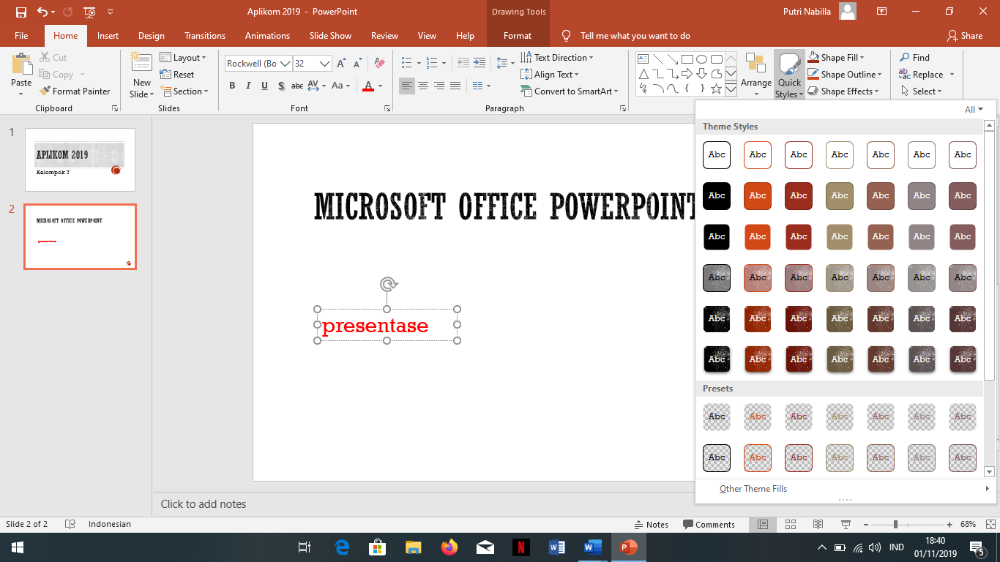 Aplikom 2019 - PowerPoint
Drawing Tools
Putri Nabilla
File Home Insert Design Transitions Animations Slide Show Review View Help Format Tell me what you want to do Share
Paste
Cut
Copy
Format Painter
Clipboard
New Slide
Layout
Reset
Section
Slides
Rockwell (Bo 32
B I U S abc AV Aa A
Font
Text Direction
Align Text
Convert to SmartArt
Paragraph
Arrange
Quick Styles
Shape Fill
Shape Outline
Shape Effects
Find
Replace
Select
All
Theme Styles
Abc Abc Abc Abc Abc Abc Abc
Abc Abc Abc Abc Abc Abc Abc
Abc Abc Abc Abc Abc Abc Abc
Abc Abc Abc Abc Abc Abc Abc
Abc Abc Abc Abc Abc Abc Abc
Abc Abc Abc Abc Abc Abc Abc
Presets
Abc Abc Abc Abc Abc Abc Abc
Abc Abc Abc Abc Abc Abc Abc
Other Theme Fills
1
APLIKOM 2019
Kelompok 7
2
MICROSOFT OFFICE POWERPOINT
presentase
MICROSOFT OFFICE POWERPOINT
presentase
Click to add notes
Slide 2 of 2 Indonesian Notes Comments 68%
IND
18:40
01/11/2019
5